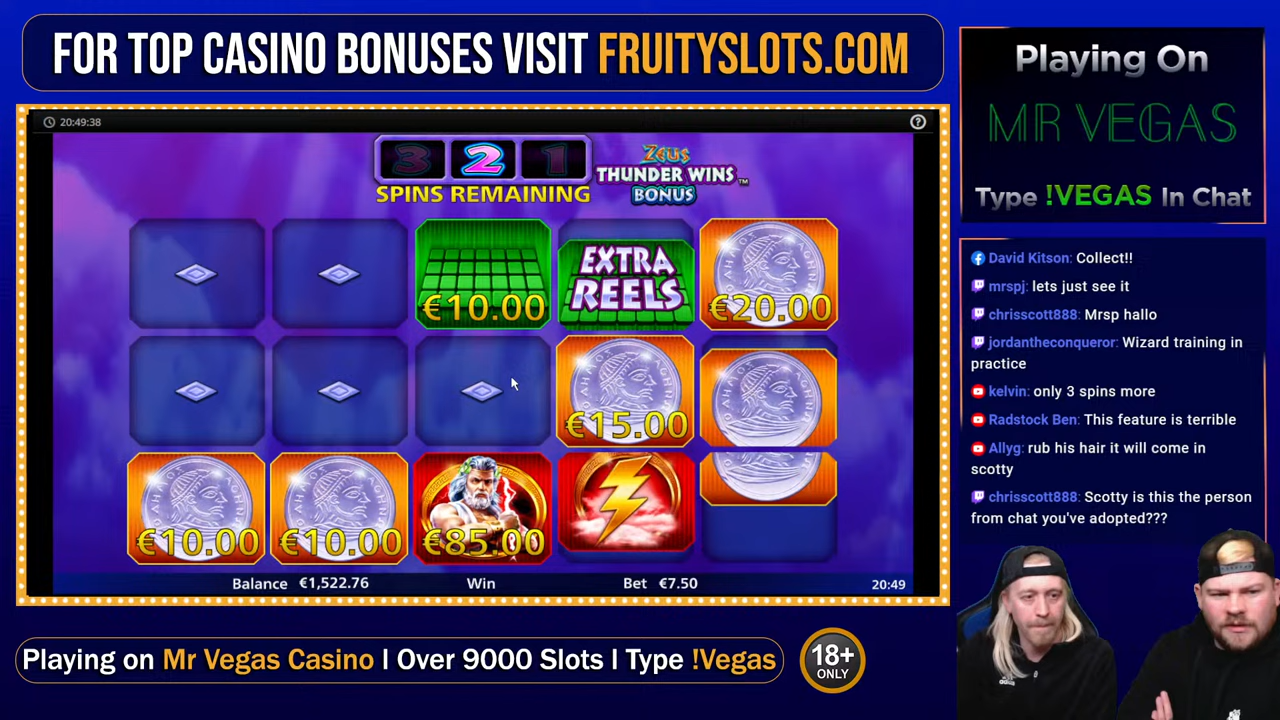 FOR TOP CASINO BONUSES VISIT FRUITYSLOTS.COM
20:49:38
3 2 1
SPINS REMAINING
ZEUS
THUNDER WINS™
BONUS
€10.00
EXTRA
REELS
€20.00
€15.00
€10.00
€10.00
€85.00
Balance €1,522.76 Win Bet €7.50 20:49
Playing on Mr Vegas Casino | Over 9000 Slots | Type !Vegas
18+
ONLY
Playing On
MR VEGAS
Type !VEGAS In Chat
David Kitson: Collect!!
mrspj: lets just see it
chrisscott888: Mrsp hallo
jordantheconqueror: Wizard training in
practice
kelvin: only 3 spins more
Radstock Ben: This feature is terrible
Allyg: rub his hair it will come in
scotty
chrisscott888: Scotty is this the person
from chat you've adopted???